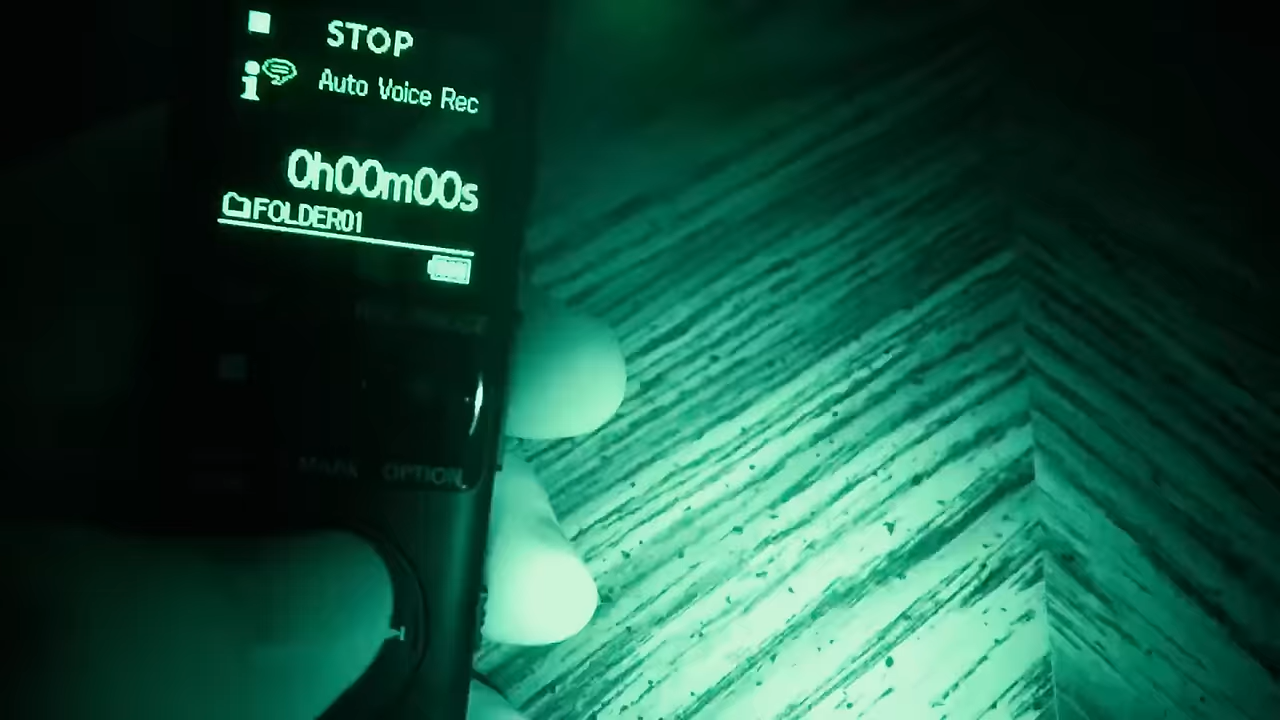 STOP
Auto Voice Rec
0h00m00s
FOLDER01
MARK OPTION